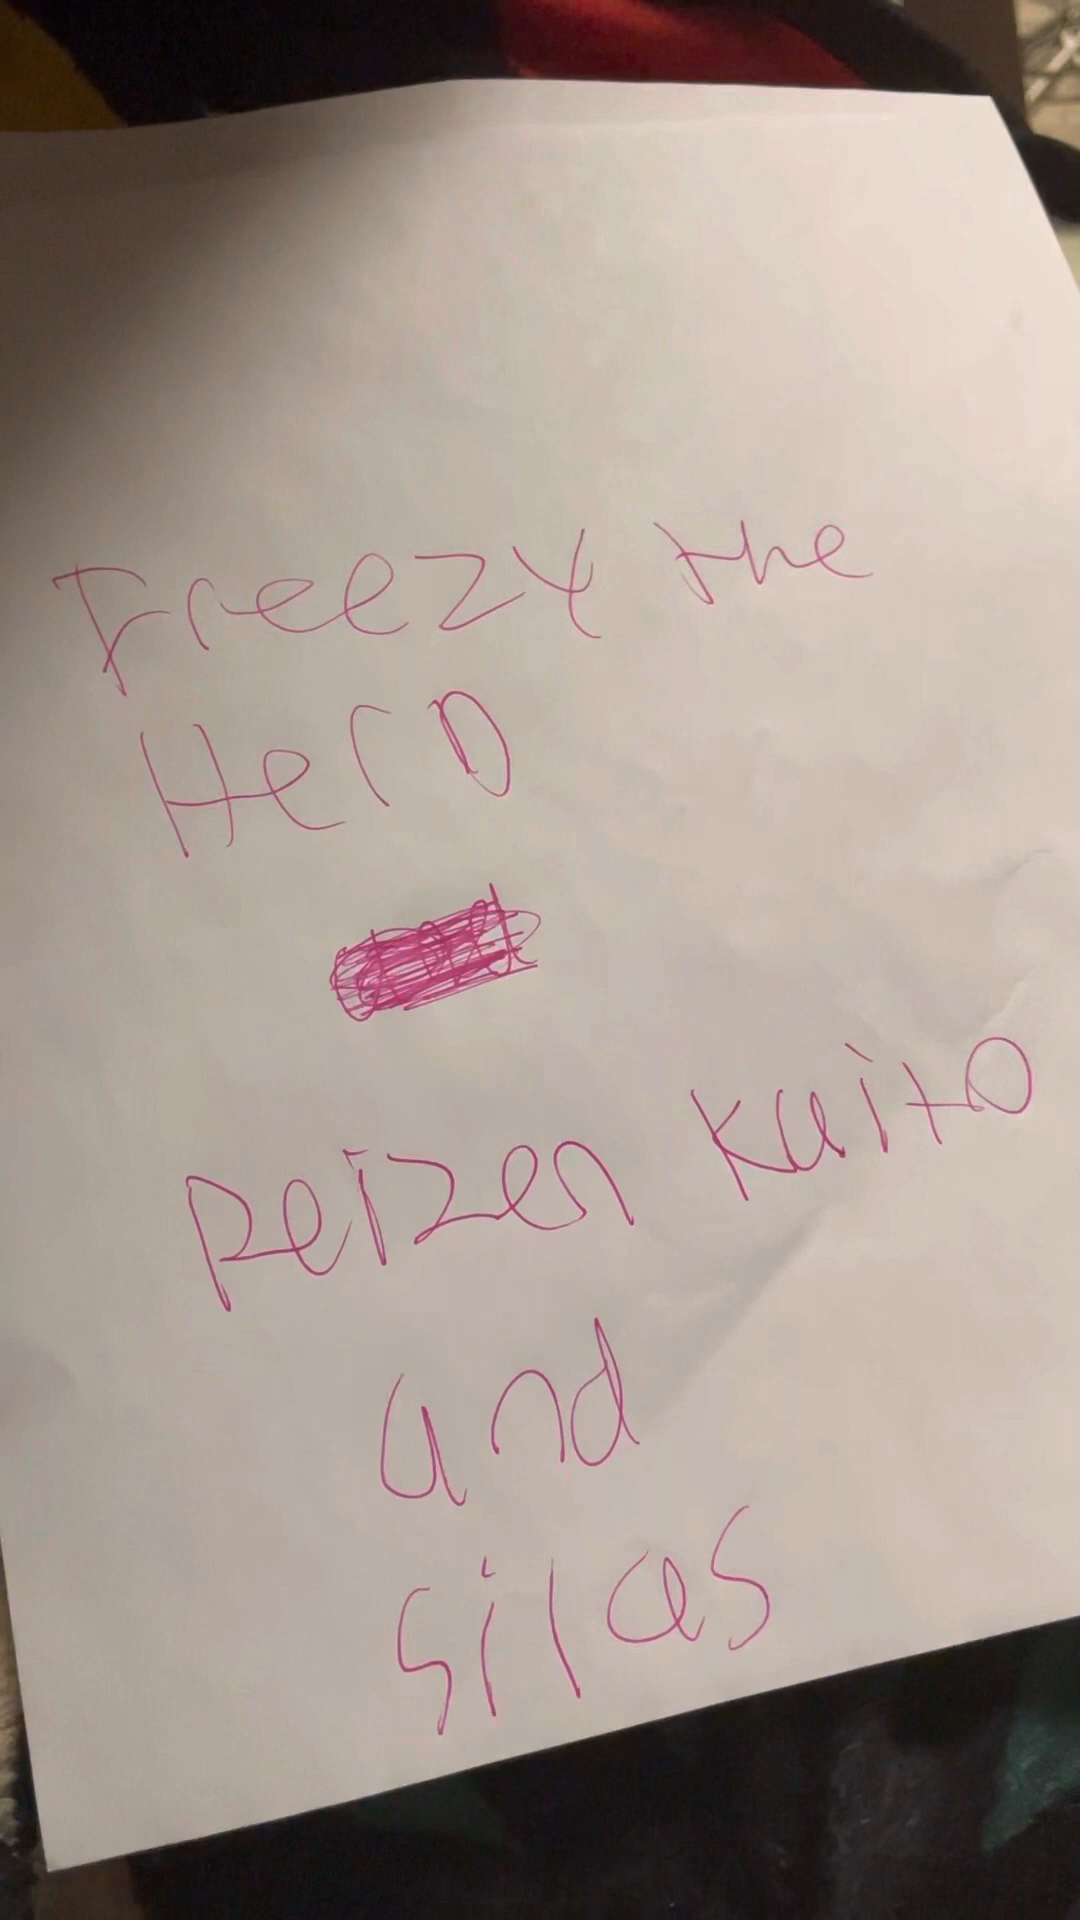 Freezy the
Hero
Reizen Kaito
and
silas